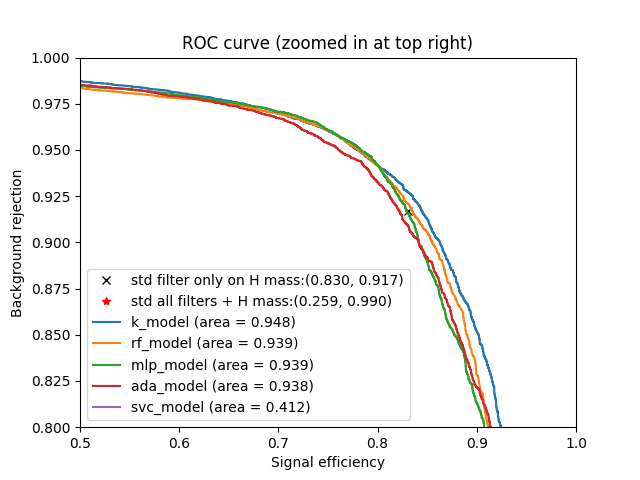 ROC curve (zoomed in at top right)
1.000
0.975
0.950
0.925
0.900
0.875
0.850
0.825
0.800
Background rejection
std filter only on H mass:(0.830, 0.917)
std all filters + H mass:(0.259, 0.990)
k_model (area = 0.948)
rf_model (area = 0.939)
mlp_model (area = 0.939)
ada_model (area = 0.938)
svc_model (area = 0.412)
0.5 0.6 0.7 0.8 0.9 1.0
Signal efficiency